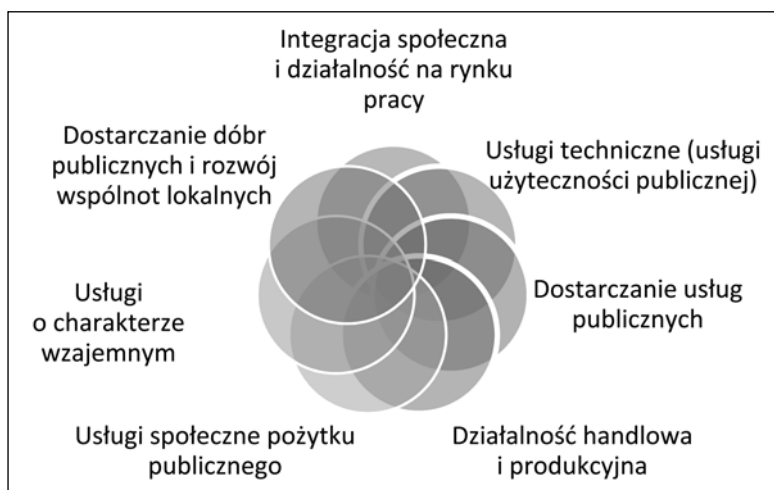 Integracja społeczna
i działalność na rynku
pracy
Usługi techniczne (usługi
użyteczności publicznej)
Dostarczanie usług
publicznych
Działalność handlowa
i produkcyjna
Usługi społeczne pożytku
publicznego
Usługi
o charakterze
wzajemnym
Dostarczanie dóbr
publicznych i rozwój
wspólnot lokalnych